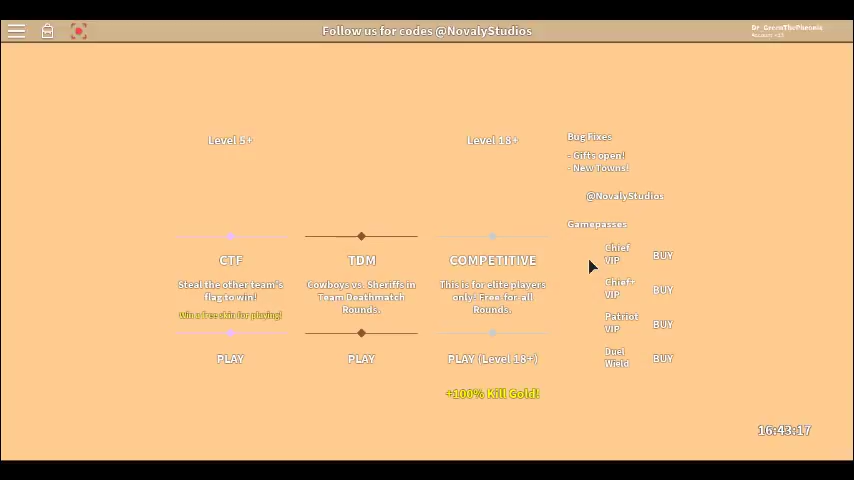 Follow us for codes @NovalyStudios
Level 5+
Level 18+
Bug Fixes
- Gifts open!
- New Towns!
@NovalyStudios
Gamepasses
CTF
Steal the other team's
flag to win!
Win a free skin for playing!
PLAY
TDM
Cowboys vs. Sheriffs in
Team Deathmatch
Rounds.
PLAY
COMPETITIVE
This is for elite players
only! Free-for-all
Rounds.
PLAY (Level 18+)
+100% Kill Gold!
Chief
VIP
BUY
Chief+
VIP
BUY
Patriot
VIP
BUY
Duel
Wield
BUY
16:43:17